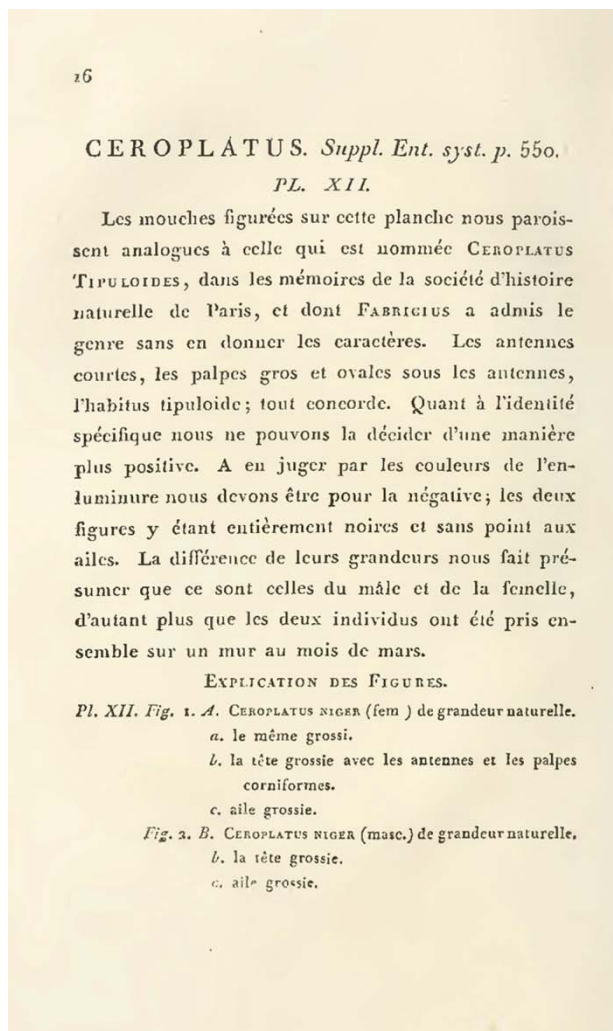 26
CEROPLATUS. Suppl. Ent. syst. p. 550.
PL. XII.
Les mouches figurées sur cette planche nous parois-
sent analogues à celle qui est nommée CEROPLATUS
TIPULOIDES, dans les mémoires de la société d'histoire
naturelle de Paris, et dont FABRICIUS a admis le
genre sans en donner les caractères. Les antennes
courtes, les palpes gros et ovales sous les antennes,
l'habitus tipuloide; tout concorde. Quant à l'identité
spécifique nous ne pouvons la décider d'une manière
plus positive. A en juger par les couleurs de l'en-
luminure nous devons être pour la négative; les deux
figures y étant entièrement noires et sans point aux
ailes. La différence de leurs grandeurs nous fait pré-
sumer que ce sont celles du mâle et de la femelle,
d'autant plus que les deux individus ont été pris en-
semble sur un mur au mois de mars.
EXPLICATION DES FIGURES.
Pl. XII. Fig. 1. A. CEROPLATUS NIGER (fem ) de grandeur naturelle.
a. le même grossi.
b. la tête grossie avec les antennes et les palpes
corniformes.
c. aile grossie.
Fig. 2. B. CEROPLATUS NIGER (masc.) de grandeur naturelle.
b. la tête grossie.
c. aile grossie.